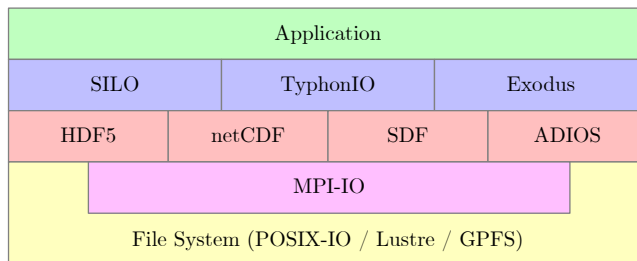 Application
SILO TyphonIO Exodus
HDF5 netCDF SDF ADIOS
MPI-IO
File System (POSIX-IO / Lustre / GPFS)